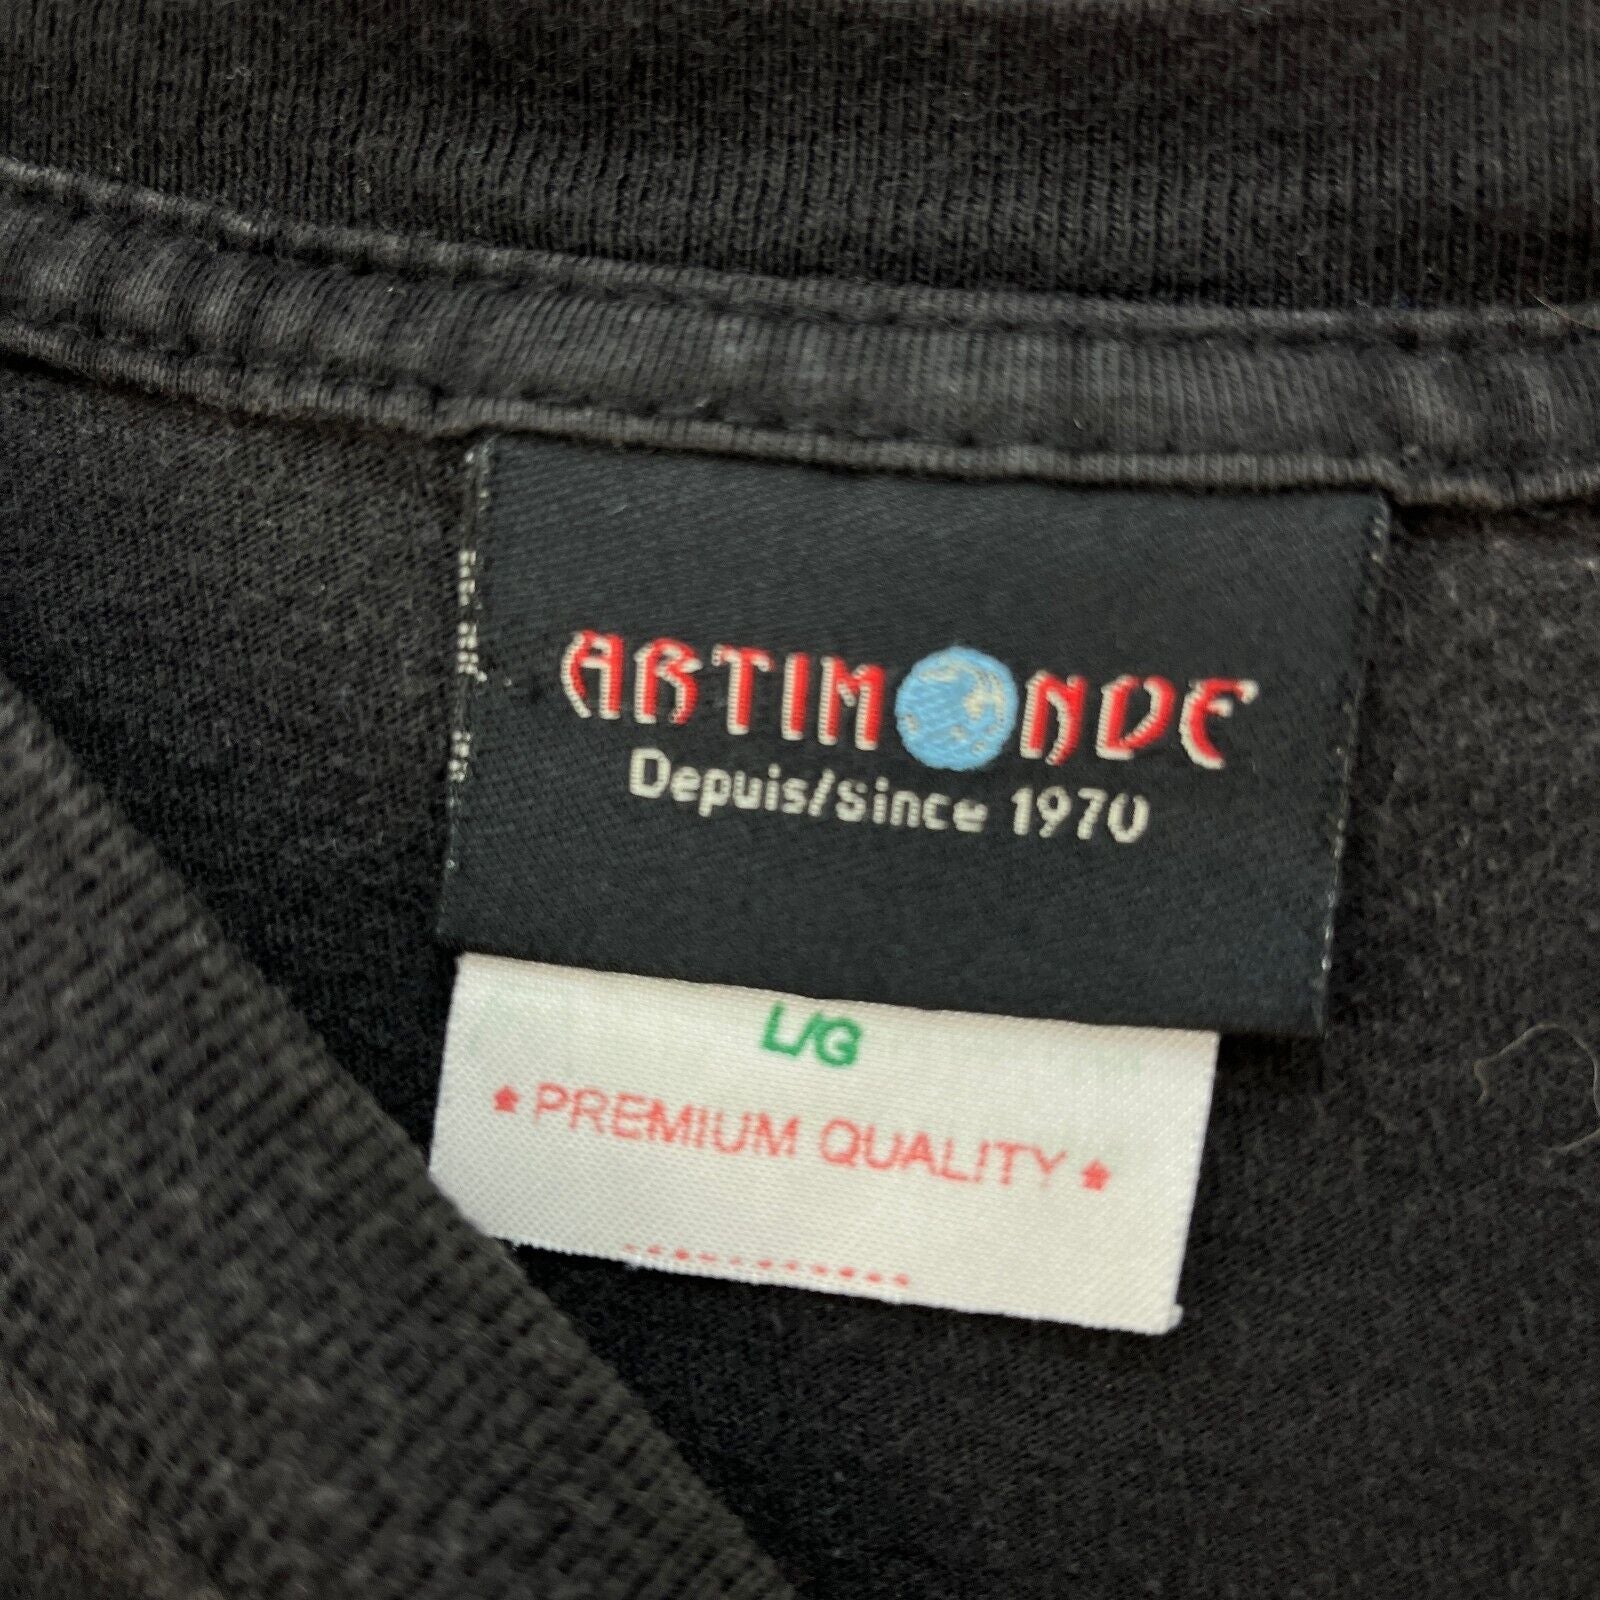 ARTIMONDE
Depuis/Since 1970
L/G
★ PREMIUM QUALITY ★